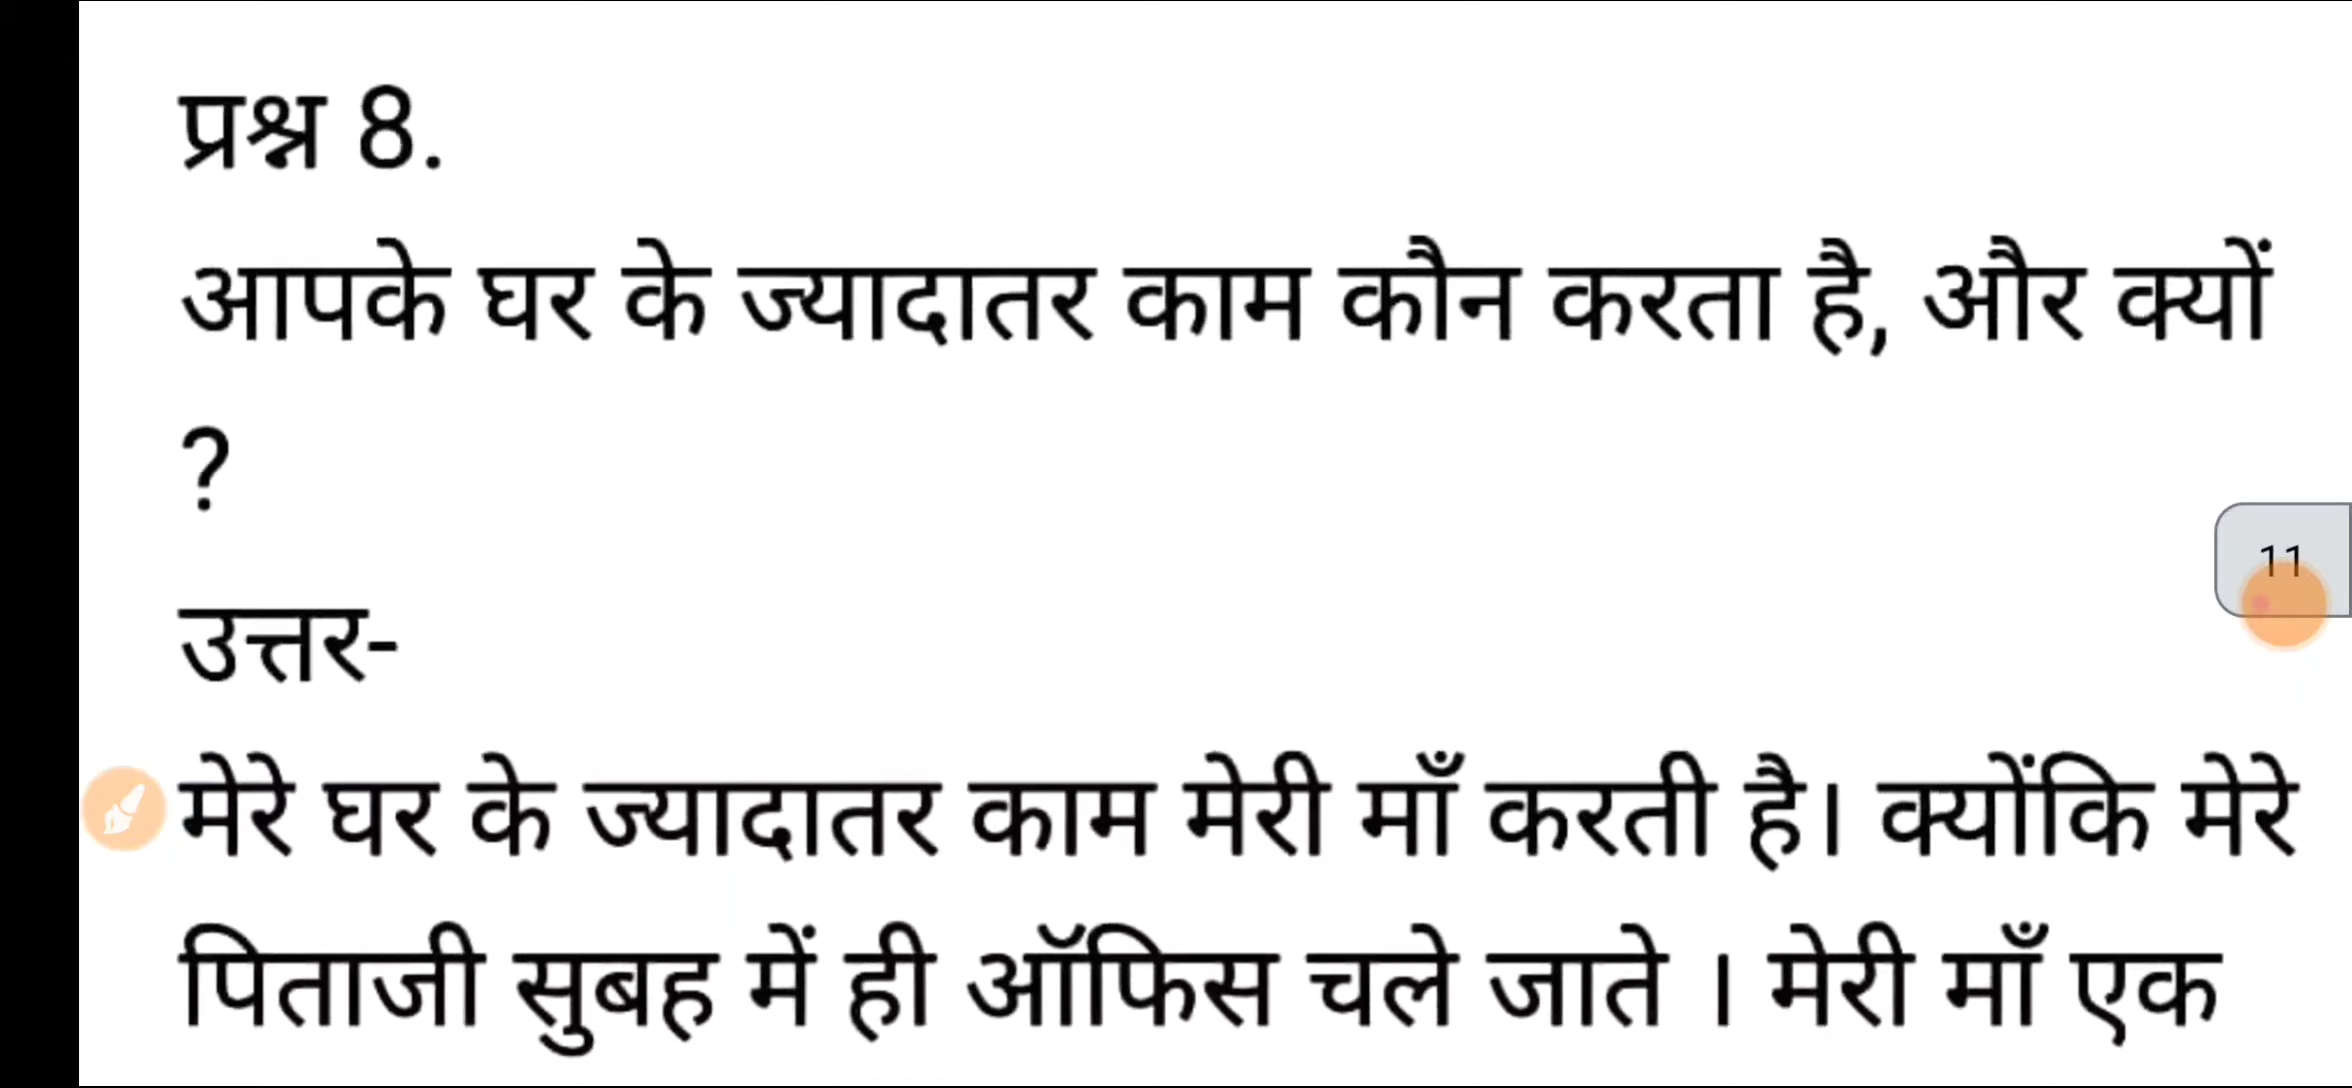 प्रश्न 8.
आपके घर के ज्यादातर काम कौन करता है, और क्यों
?
11
उत्तर-
मेरे घर के ज्यादातर काम मेरी माँ करती है। क्योंकि मेरे
पिताजी सुबह में ही ऑफिस चले जाते । मेरी माँ एक